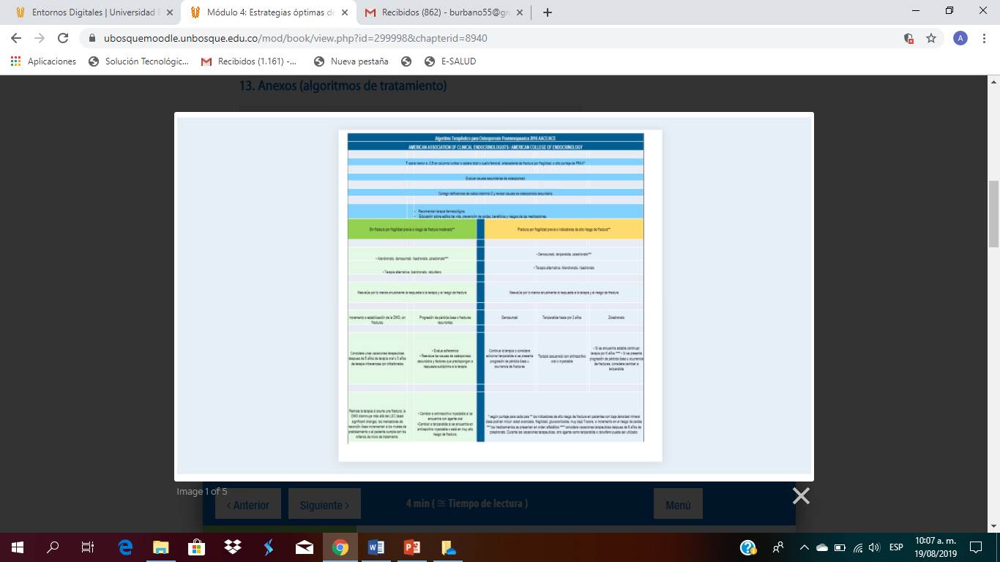 Entornos Digitales | Universidad E
Módulo 4: Estrategias óptimas de
Recibidos (862) - burbano55@gn
ubosquemoodle.unbosque.edu.co/mod/book/view.php?id=299998&chapterid=8940
A
Aplicaciones
Solución Tecnológic...
Recibidos (1.161) -...
Nueva pestaña
E-SALUD
13. Anexos (algoritmos de tratamiento)
Algoritmo Terapéutico para Osteoporosis Posmenopausica 2016 AACE/ACE
AMERICAN ASSOCIATION OF CLINICAL ENDOCRINOLOGISTS / AMERICAN COLLEGE OF ENDOCRINOLOGY
T score menor a -2.5 en columna lumbar o cadera total o cuello femoral, antecedente de fractura por fragilidad, o alto puntaje de FRAX*
Evaluar causas secundarias de osteoporosis
Corregir deficiencias de calcio/vitamina D y revisar causas de osteoporosis secundaria
• Recomendar terapia farmacológica
• Educación sobre estilos de vida, prevención de caídas, beneficios y riesgos de las medicaciones
Sin fractura por fragilidad previa o riesgo de fractura moderado**
Fractura por fragilidad previa o indicadores de alto riesgo de fractura**
• Alendronato, denosumab, risedronato, zoledronato***
• Terapia alternativa: ibandronato, raloxifeno
• Denosumab, teriparatide, zoledronato***
• Terapia alternativa: Alendronato, risedronato
Reevalúe por lo menos anualmente la respuesta a la terapia y el riesgo de fractura
Reevalúe por lo menos anualmente la respuesta a la terapia y el riesgo de fractura
Incremento o estabilización de la DMO, sin
fracturas
Progresión de pérdida ósea o fracturas
recurrentes
Denosumab
Teriparatide hasta por 2 años
Zoledronato
Considere unas vacaciones terapeuticas
despues de 5 años de terapia oral o 3 años
de terapia intravenosa con bifosfonatos
• Evalue adherencia
• Reevalue las causas de osteoporosis
secundaria y factores que predispongan a
respuesta subóptima a la terapia
Continue la terapia o considere
adicionar teriparatide si se presenta
progresión de pérdida ósea u
ocurrencia de fracturas
Terapia secuencial con antiresortivo
oral o inyectable
• Si se encuentra estable,continuar
terapia por 6 años **** • Si se presenta
progresión de pérdida ósea u ocurrencia
de fracturas, considere cambiar a
teriparatide
Reinicie la terapia si ocurre una fractura, la
DMO disminuye más allá del LSC (least
significant change), los marcadores de
resorción ósea incrementan a los niveles de
pretratamiento o el paciente cumple con los
criterios de inicio de tratamiento.
• Cambiar a antiresortivo inyectable si se
encuentra con agente oral
•Cambiar a teriparatide si se encuentra en
antiresortivo inyectable o está en muy alto
riesgo de fractura.
* según puntaje para cada país ** los indicadores de alto riesgo de fractura en pacientes con baja densidad mineral
ósea podrían incluir: edad avanzada, fragilidad, glucocorticoide, muy bajo T-score, o incremento en el riesgo de caídas
*** los medicamentos se presentan en orden alfabético **** considere vacaciones terapeuticas despues de 6 años de
zoledronato. Durante las vacaciones terapeuticas, otro agente como teriparatide o raloxifeno puede ser utilizado.
Image 1 of 5
< Anterior
Siguiente >
4 min ( ≅ Tiempo de lectura )
Menú
ESP
10:07 a. m.
19/08/2019